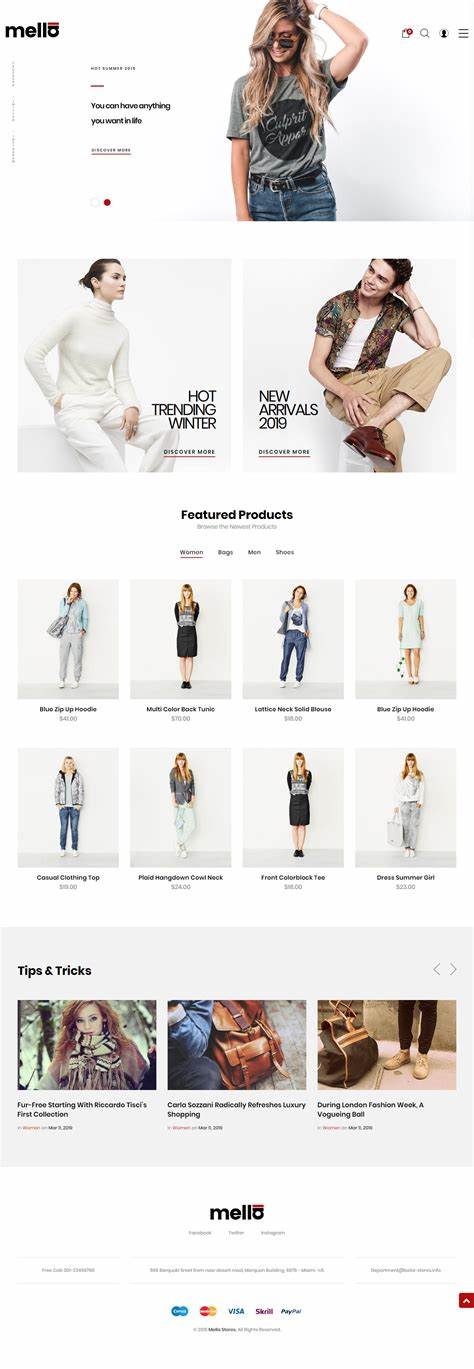 mello
0
HOT SUMMER 2019
You can have anything
you want in life
DISCOVER MORE
Culprit
Appar
HOT
TRENDING
WINTER
DISCOVER MORE
NEW
ARRIVALS
2019
DISCOVER MORE
Featured Products
Browse the Newest Products
Women Bags Men Shoes
Blue Zip Up Hoodie
$41.00
Multi Color Back Tunic
$70.00
Lattice Neck Solid Blouse
$18.00
Blue Zip Up Hoodie
$41.00
Casual Clothing Top
$19.00
Plaid Hangdown Cowl Neck
$24.00
Front Colorblock Tee
$18.00
Dress Summer Girl
$23.00
Tips & Tricks
Fur-Free Starting With Riccardo Tisci's
First Collection
in Women on Mar 11, 2019
Carla Sozzani Radically Refreshes Luxury
Shopping
in Women on Mar 11, 2019
During London Fashion Week, A
Vogueing Ball
in Women on Mar 11, 2019
mello
Facebook Twitter Instagram
Free Call: 001-23456760
VISA Skrill PayPal
Mello Stores. All Rights Reserved.